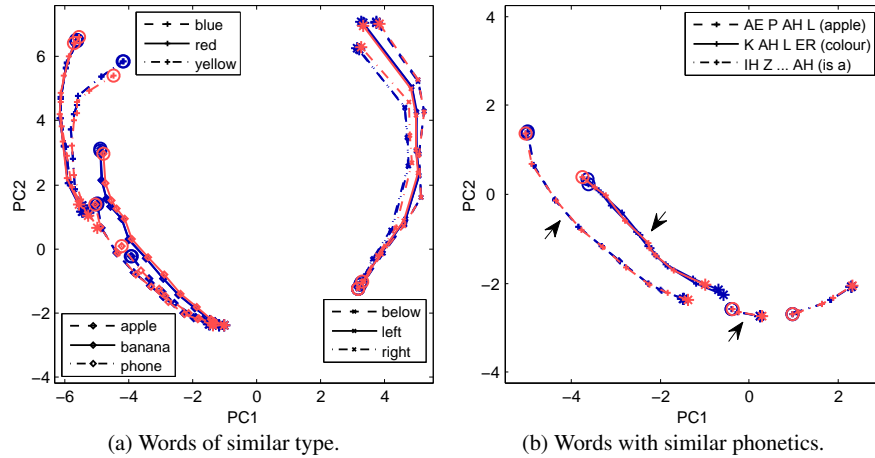 6
4
2
0
−2
−4
−6 −4 −2 0 2 4
PC2
PC1
blue
red
yellow
apple
banana
phone
below
left
right
(a) Words of similar type.
4
2
0
−2
−4
−4 −2 0 2
PC2
PC1
AE P AH L (apple)
K AH L ER (colour)
IH Z ... AH (is a)
(b) Words with similar phonetics.